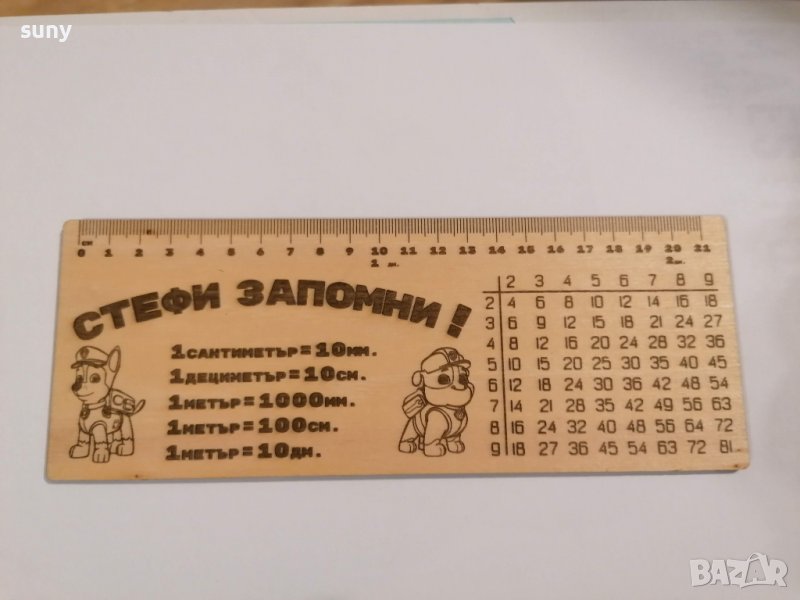 suny
см
0 1 2 3 4 5 6 7 8 9 10 11 12 13 14 15 16 17 18 19 20 21
1 дм. 2дм.
СТЕФИ ЗАПОМНИ!
1сантиметър=10мм.
1дециметър=10см.
1метър=1000мм.
1метър=100см.
1метър=10дм.
2 3 4 5 6 7 8 9
2 4 6 8 10 12 14 16 18
3 6 9 12 15 18 21 24 27
4 8 12 16 20 24 28 32 36
5 10 15 20 25 30 35 40 45
6 12 18 24 30 36 42 48 54
7 14 21 28 35 42 49 56 63
8 16 24 32 40 48 56 64 72
9 18 27 36 45 54 63 72 81
BAZAR